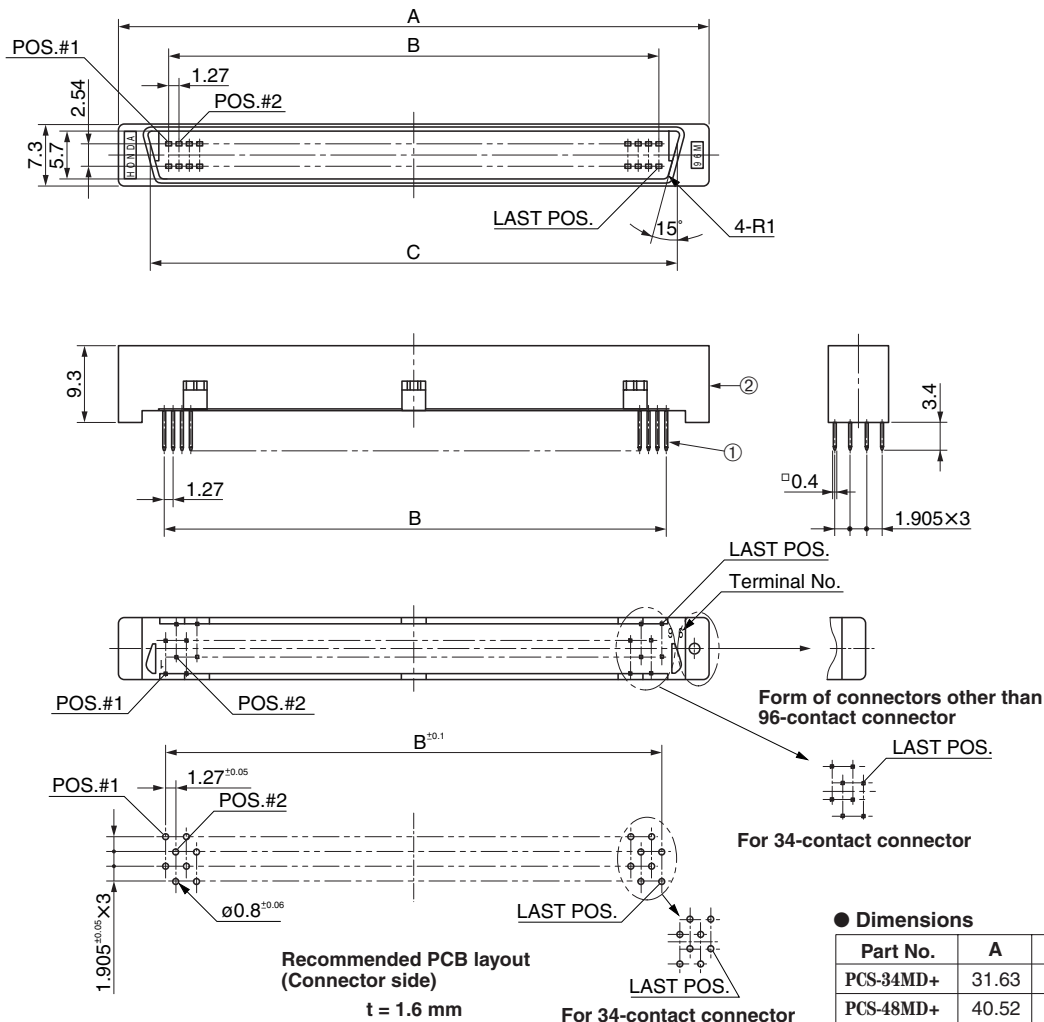 A
POS.#1
B
1.27
POS.#2
2.54
7.3
5.7
HONDA
96M
LAST POS.
15°
4-R1
C
9.3
②
3.4
①
□0.4
1.27
B
1.905×3
LAST POS.
Terminal No.
96
1
POS.#1
POS.#2
Form of connectors other than
96-contact connector
B±0.1
LAST POS.
POS.#1
1.27±0.05
POS.#2
For 34-contact connector
1.905±0.05×3
ø0.8±0.06
LAST POS.
Recommended PCB layout
(Connector side)
t = 1.6 mm
LAST POS.
For 34-contact connector
● Dimensions
Part No. A
PCS-34MD+ 31.63
PCS-48MD+ 40.52